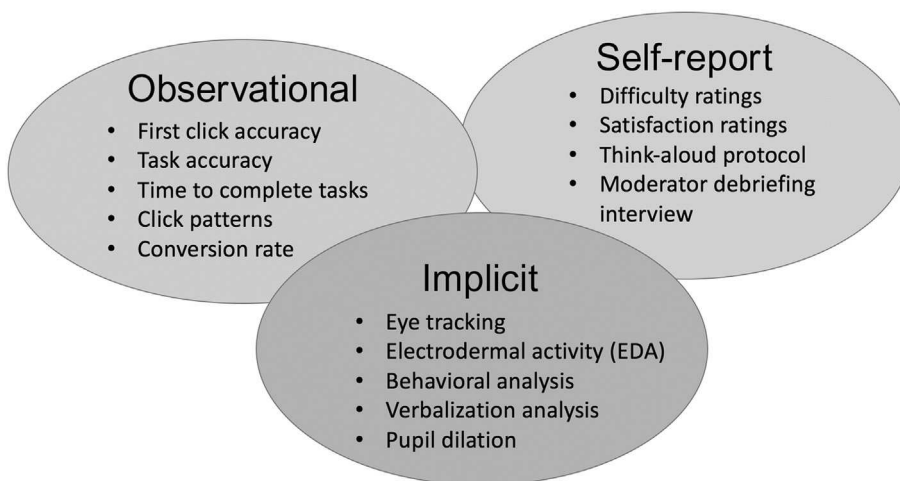 Observational
• First click accuracy
• Task accuracy
• Time to complete tasks
• Click patterns
• Conversion rate
Self-report
• Difficulty ratings
• Satisfaction ratings
• Think-aloud protocol
• Moderator debriefing
interview
Implicit
• Eye tracking
• Electrodermal activity (EDA)
• Behavioral analysis
• Verbalization analysis
• Pupil dilation